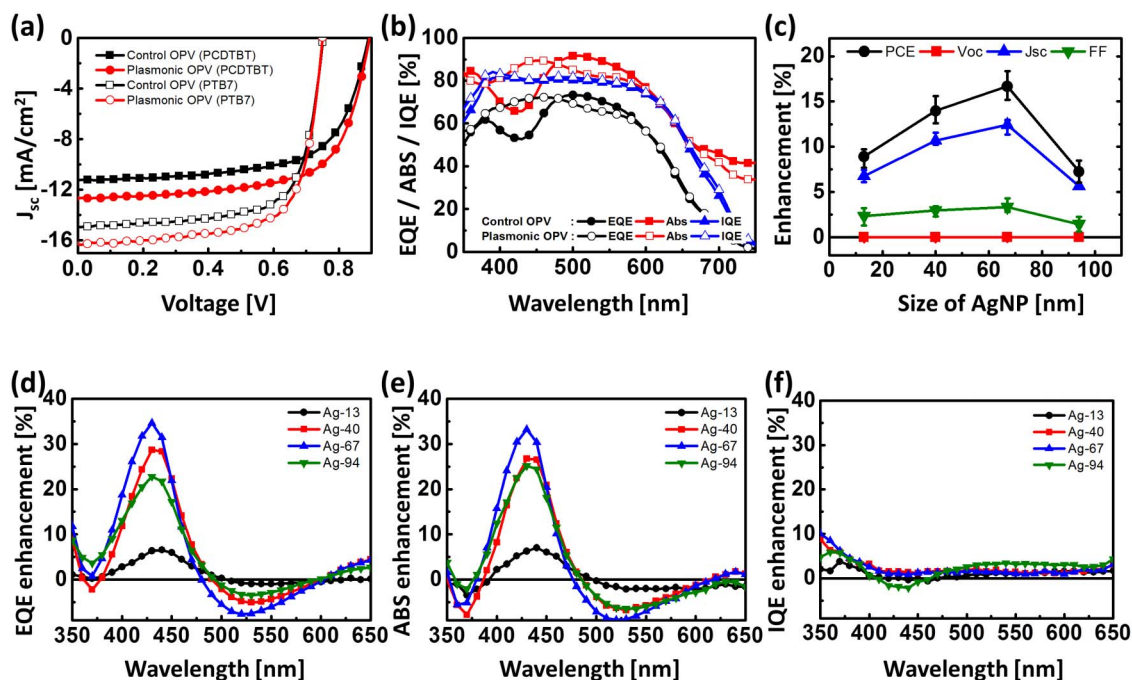 (a)
J_sc [mA/cm²]
0
-4
-8
-12
-16
Control OPV (PCDTBT)
Plasmonic OPV (PCDTBT)
Control OPV (PTB7)
Plasmonic OPV (PTB7)
0.0 0.2 0.4 0.6 0.8
Voltage [V]
(b)
EQE / ABS / IQE [%]
100
80
60
40
20
0
Control OPV : EQE Abs IQE
Plasmonic OPV : EQE Abs IQE
400 500 600 700
Wavelength [nm]
(c)
Enhancement [%]
20
15
10
5
0
PCE Voc Jsc FF
0 20 40 60 80 100
Size of AgNP [nm]
(d)
EQE enhancement [%]
40
30
20
10
0
Ag-13
Ag-40
Ag-67
Ag-94
350 400 450 500 550 600 650
Wavelength [nm]
(e)
ABS enhancement [%]
40
30
20
10
0
Ag-13
Ag-40
Ag-67
Ag-94
350 400 450 500 550 600 650
Wavelength [nm]
(f)
IQE enhancement [%]
40
30
20
10
0
Ag-13
Ag-40
Ag-67
Ag-94
350 400 450 500 550 600 650
Wavelength [nm]